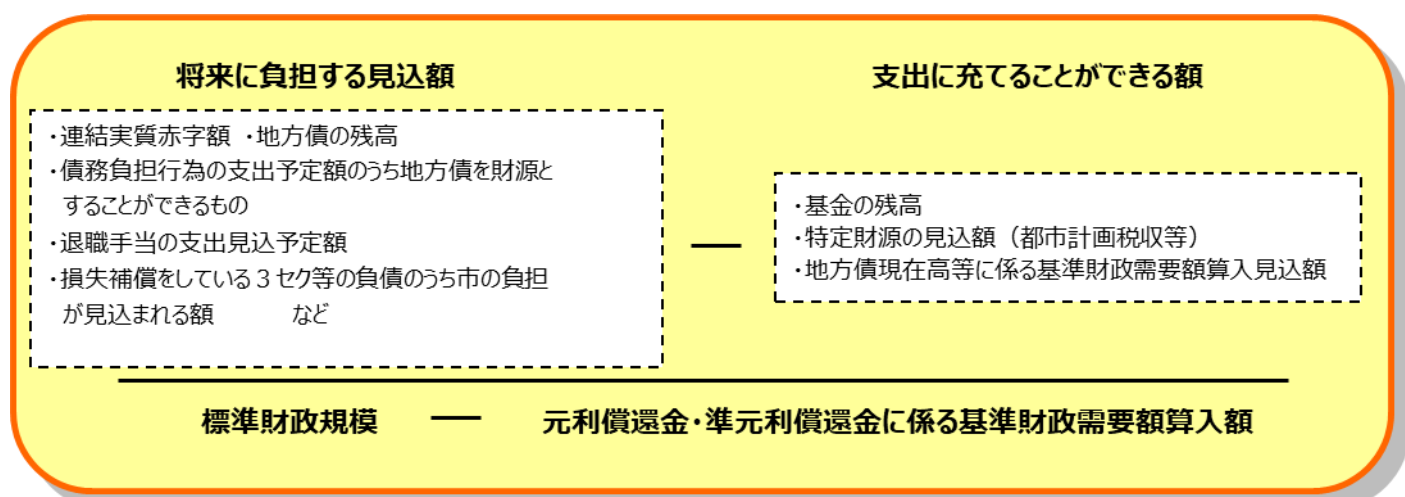 将来に負担する見込額
・連結実質赤字額 ・地方債の残高
・債務負担行為の支出予定額のうち地方債を財源と
することができるもの
・退職手当の支出見込予定額
・損失補償をしている3セク等の負債のうち市の負担
が見込まれる額 など
―
支出に充てることができる額
・基金の残高
・特定財源の見込額(都市計画税収等)
・地方債現在高等に係る基準財政需要額算入見込額
標準財政規模 ― 元利償還金・準元利償還金に係る基準財政需要額算入額